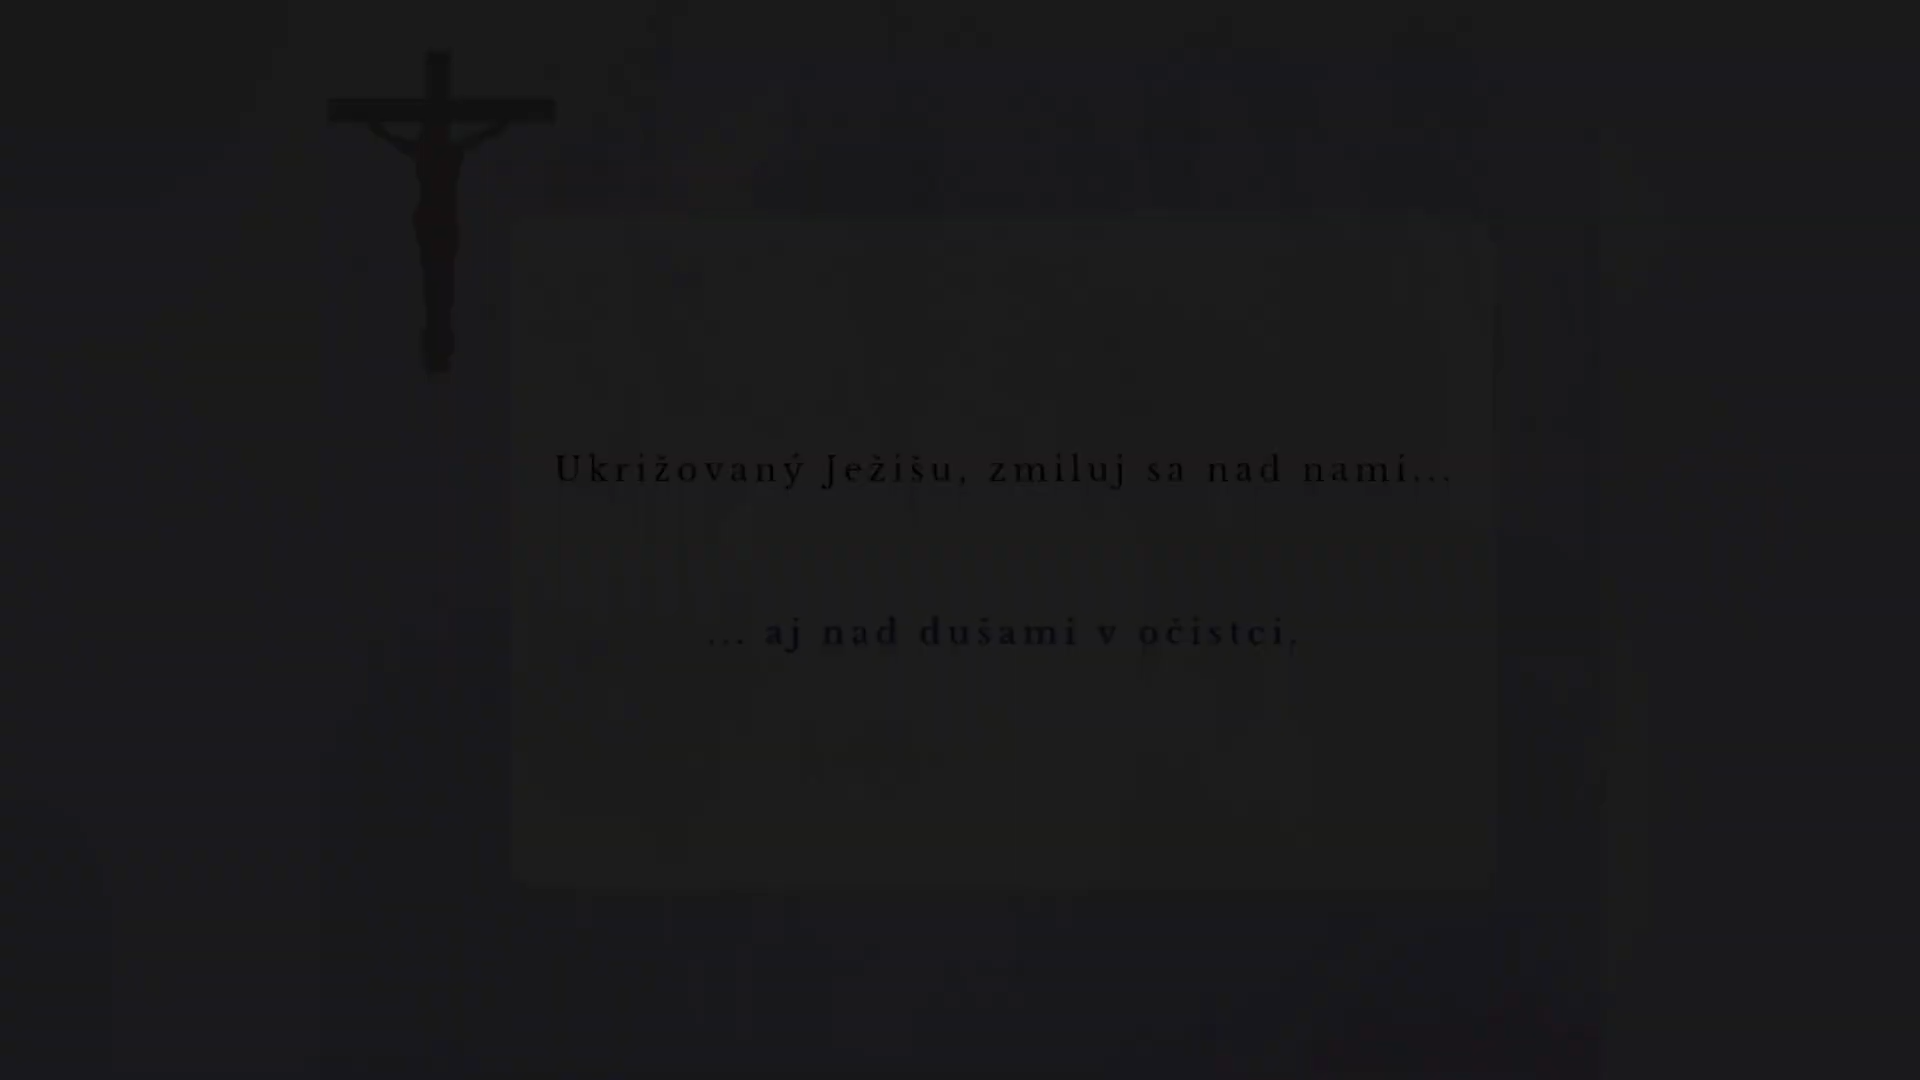 Ukrižovaný Ježišu, zmiluj sa nad nami...
... aj nad dušami v očistci.